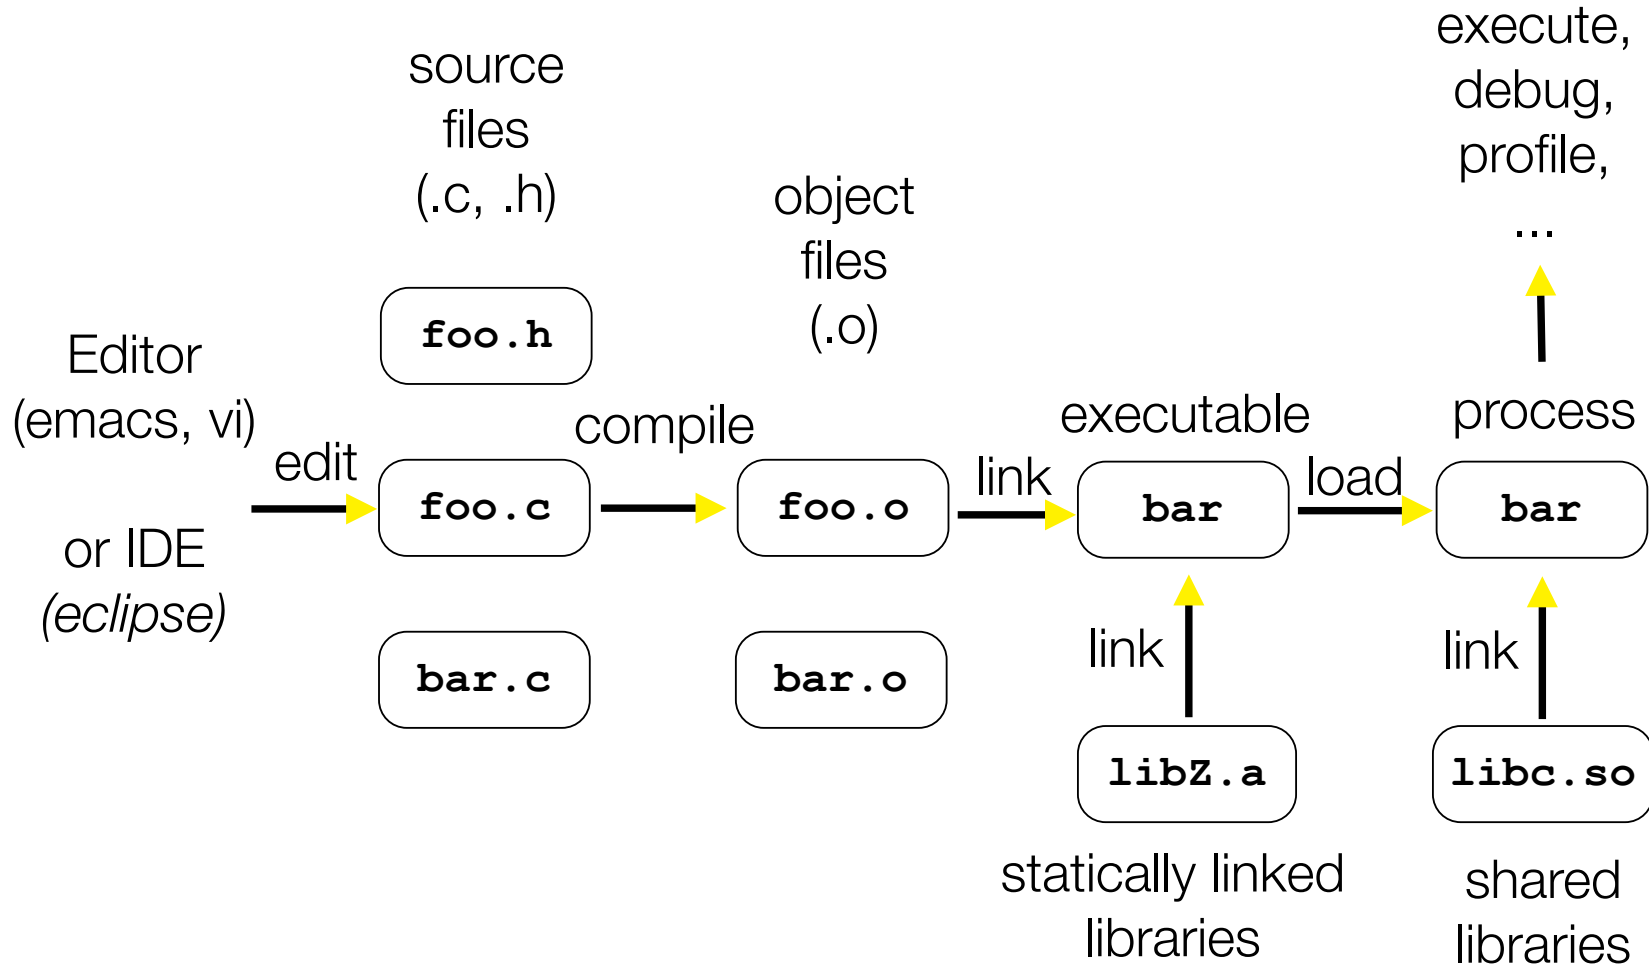 source
files
(.c, .h)
object
files
(.o)
execute,
debug,
profile,
...
Editor
(emacs, vi)
or IDE
(eclipse)
edit
foo.h
foo.c
bar.c
compile
foo.o
bar.o
link
executable
bar
load
process
bar
link
libZ.a
statically linked
libraries
link
libc.so
shared
libraries